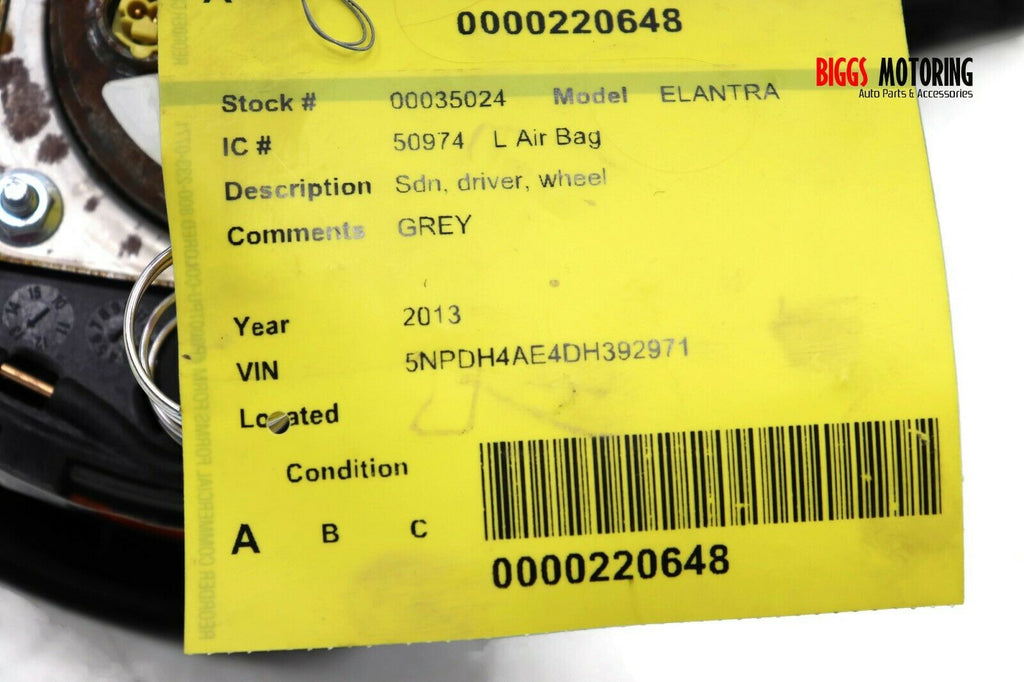 A
0000220648
BIGGS MOTORING
Auto Parts & Accessories
Stock # 00035024 Model ELANTRA
IC # 50974 L Air Bag
Description Sdn, driver, wheel
Comments GREY
Year 2013
VIN 5NPDH4AE4DH392971
Located
Condition
A B C
0000220648